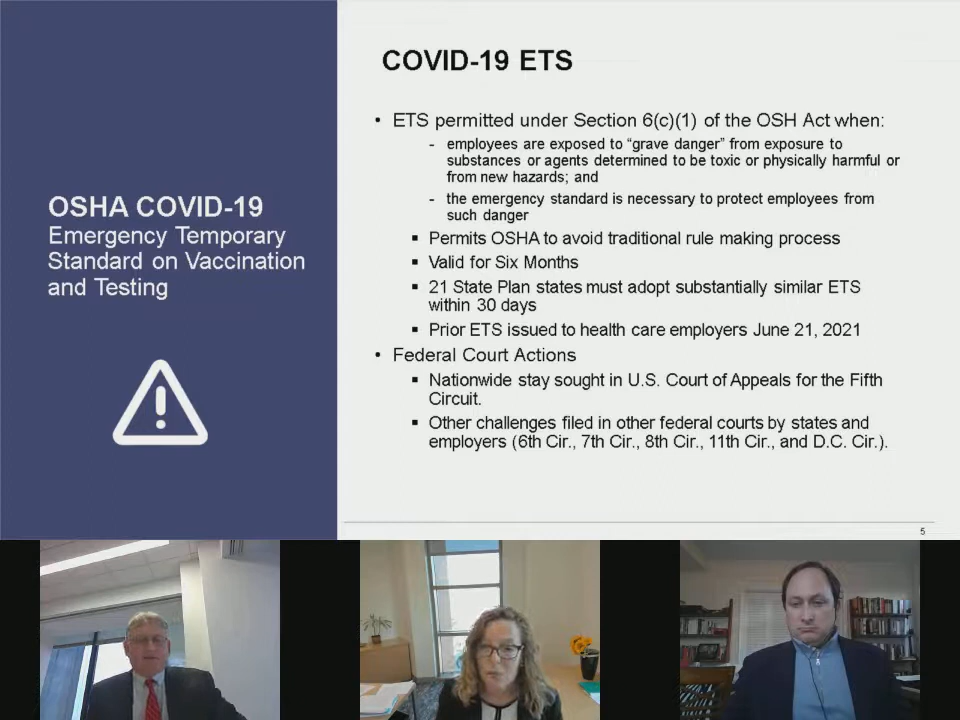 OSHA COVID-19
Emergency Temporary
Standard on Vaccination
and Testing
COVID-19 ETS
• ETS permitted under Section 6(c)(1) of the OSH Act when:
- employees are exposed to “grave danger” from exposure to
substances or agents determined to be toxic or physically harmful or
from new hazards; and
- the emergency standard is necessary to protect employees from
such danger
▪ Permits OSHA to avoid traditional rule making process
▪ Valid for Six Months
▪ 21 State Plan states must adopt substantially similar ETS
within 30 days
▪ Prior ETS issued to health care employers June 21, 2021
• Federal Court Actions
▪ Nationwide stay sought in U.S. Court of Appeals for the Fifth
Circuit.
▪ Other challenges filed in other federal courts by states and
employers (6th Cir., 7th Cir., 8th Cir., 11th Cir., and D.C. Cir.).
5